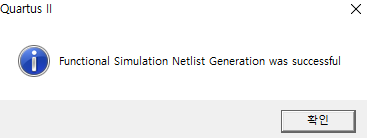 Quartus II
Functional Simulation Netlist Generation was successful
확인